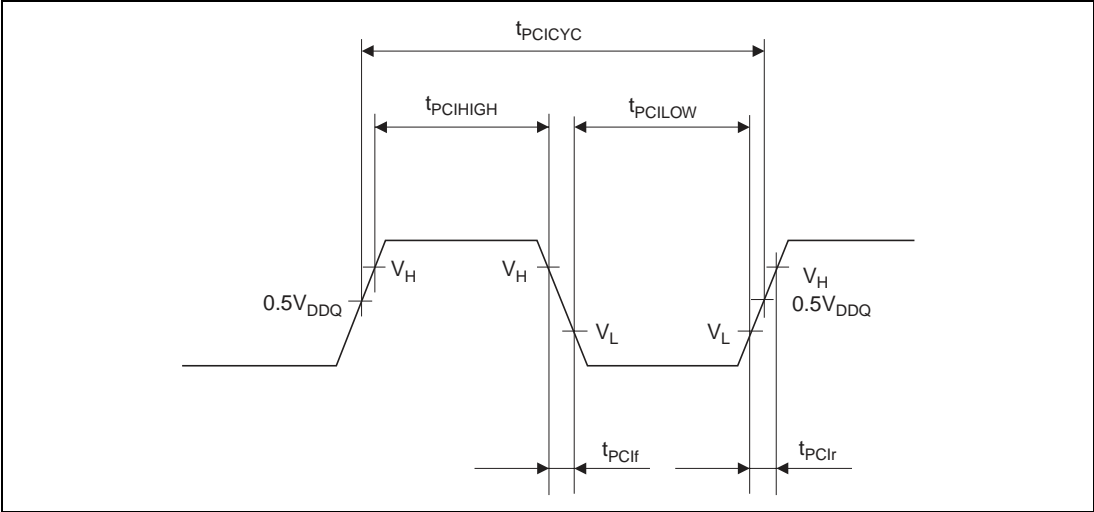 tPCICYC
tPCIHIGH
tPCILOW
VH
VH
VH
0.5VDDQ
0.5VDDQ
VL
VL
tPCIf
tPCIr